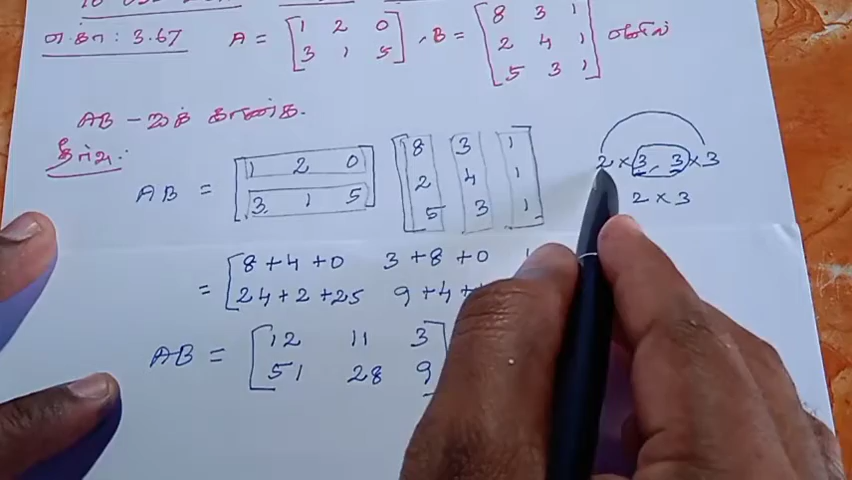 எ.கா : 3.67 A = [1 2 0 3 1 5] , B = [8 3 1 2 4 1 5 3 1] எனில்
AB - ஐக் காண்க.
தீர்வு:
AB = [1 2 0 3 1 5] [8 3 1 2 4 1 5 3 1] 2 × 3, 3 × 3
2 × 3
= [8+4+0 3+8+0
24+2+25 9+4+
AB = [12 11 3
51 28 9